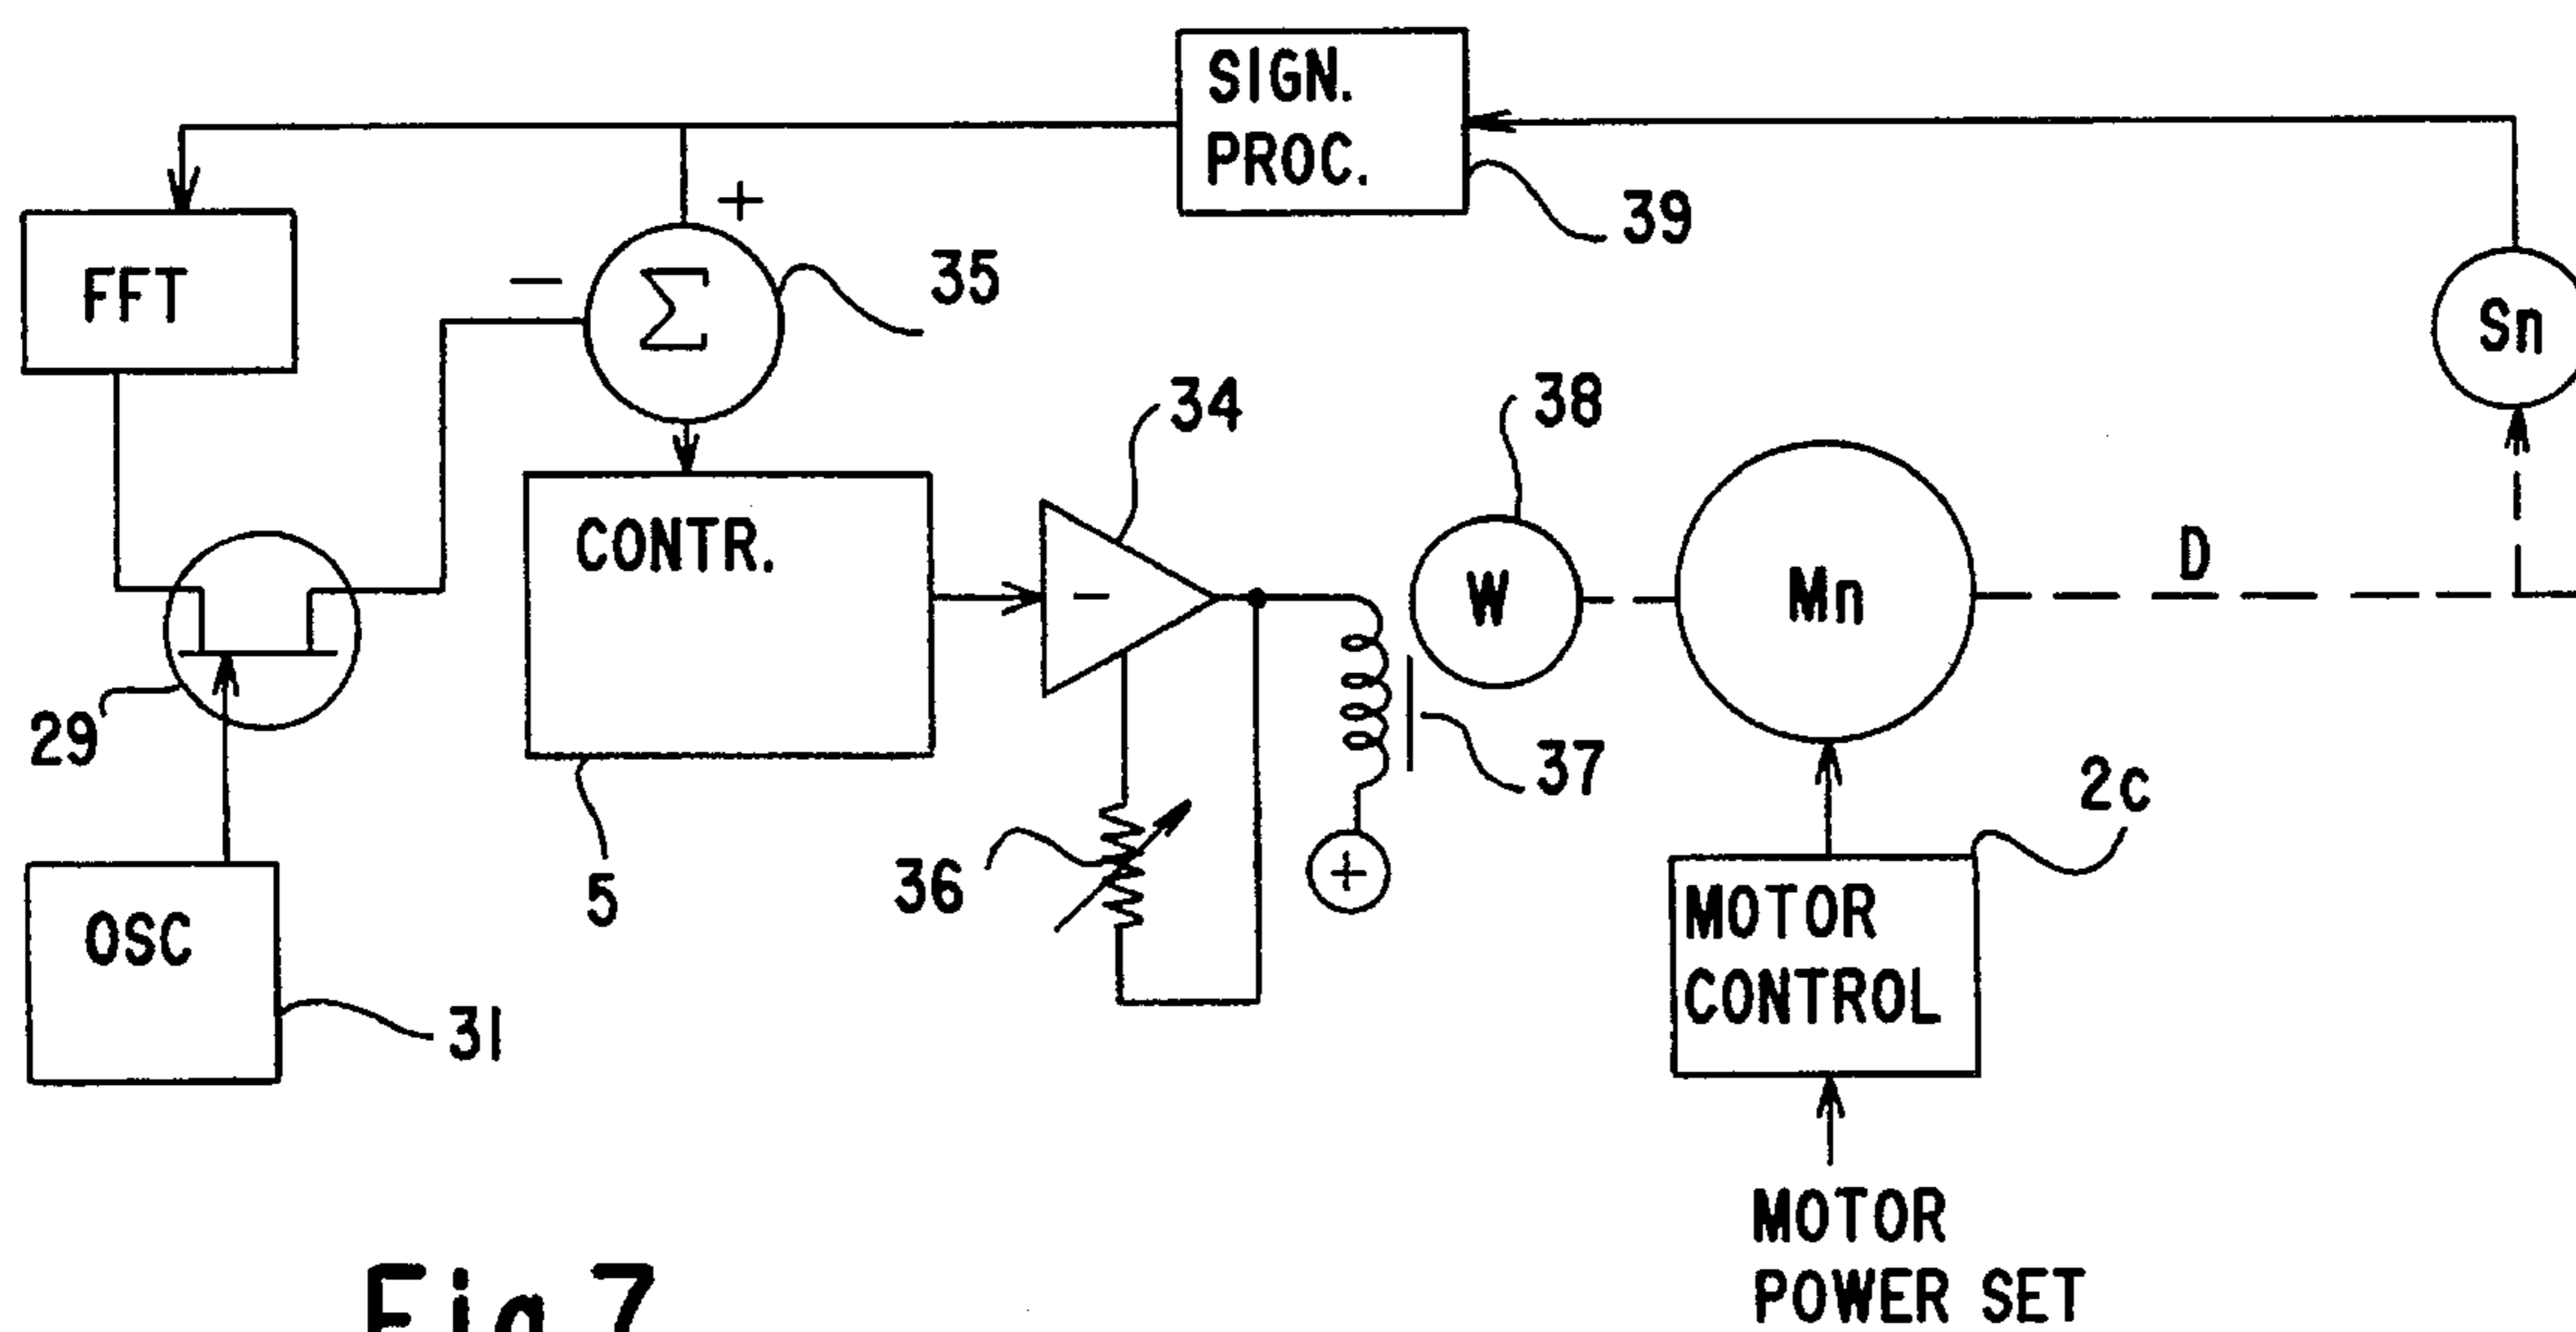 SIGN.
PROC.
39
FFT
+
−
Σ
35
Sn
34
38
CONTR.
−
W
Mn
D
29
37
2c
36
5
+
OSC
31
MOTOR
CONTROL
MOTOR
POWER SET
Fig.7